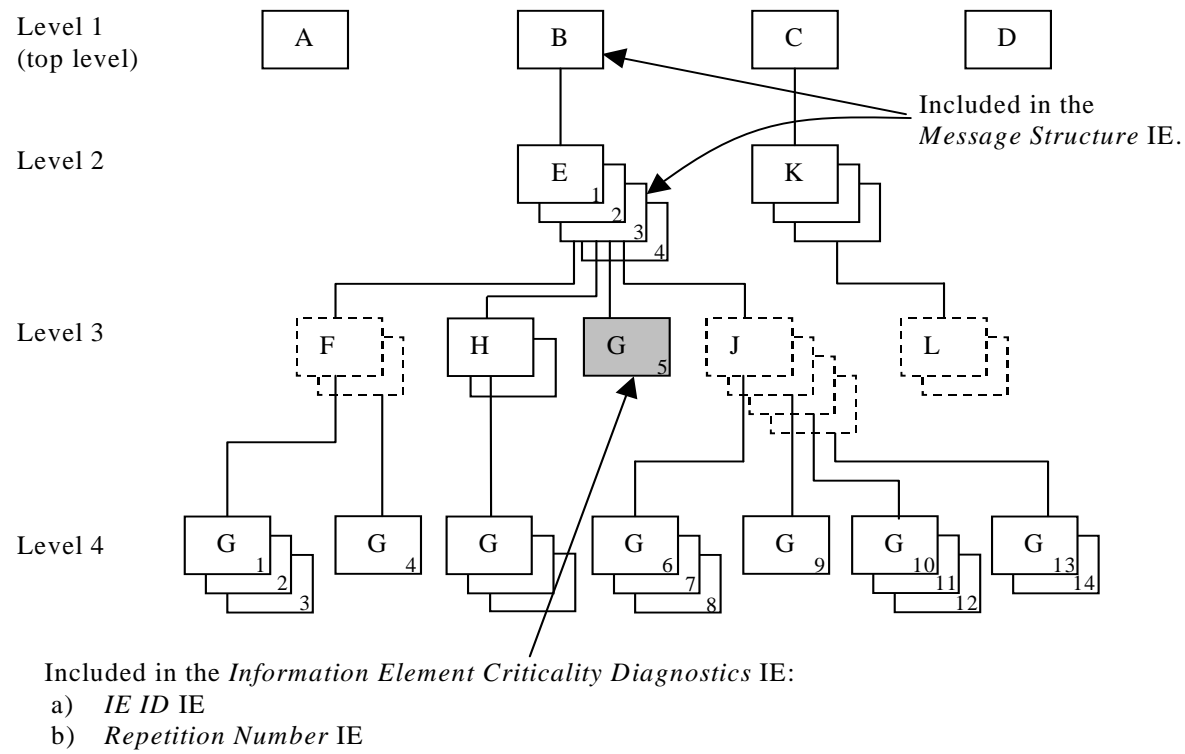 Level 1
(top level)
A
B
C
D
Included in the
Message Structure IE.
Level 2
E
1
2
3
4
K
Level 3
F
H
G
5
J
L
Level 4
G
1
2
3
G
4
G
G
6
7
8
G
9
G
10
11
12
G
13
14
Included in the Information Element Criticality Diagnostics IE:
a) IE ID IE
b) Repetition Number IE